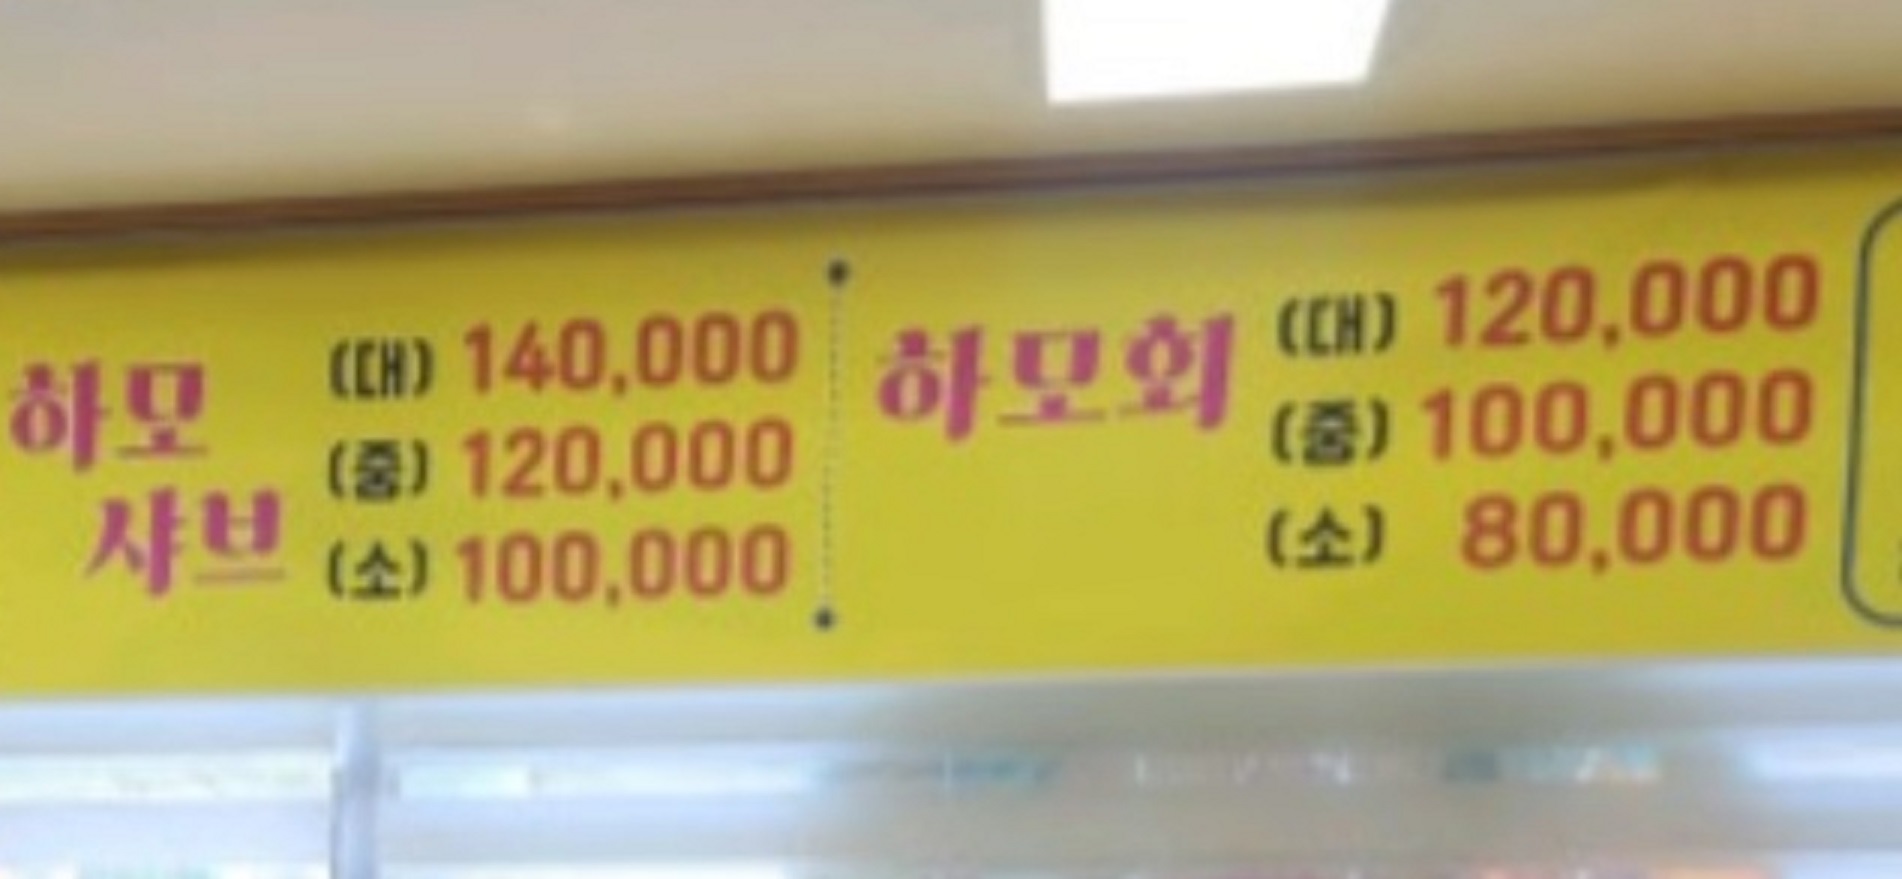 하모
샤브
(대) 140,000
(중) 120,000
(소) 100,000
하모회
(대) 120,000
(중) 100,000
(소) 80,000